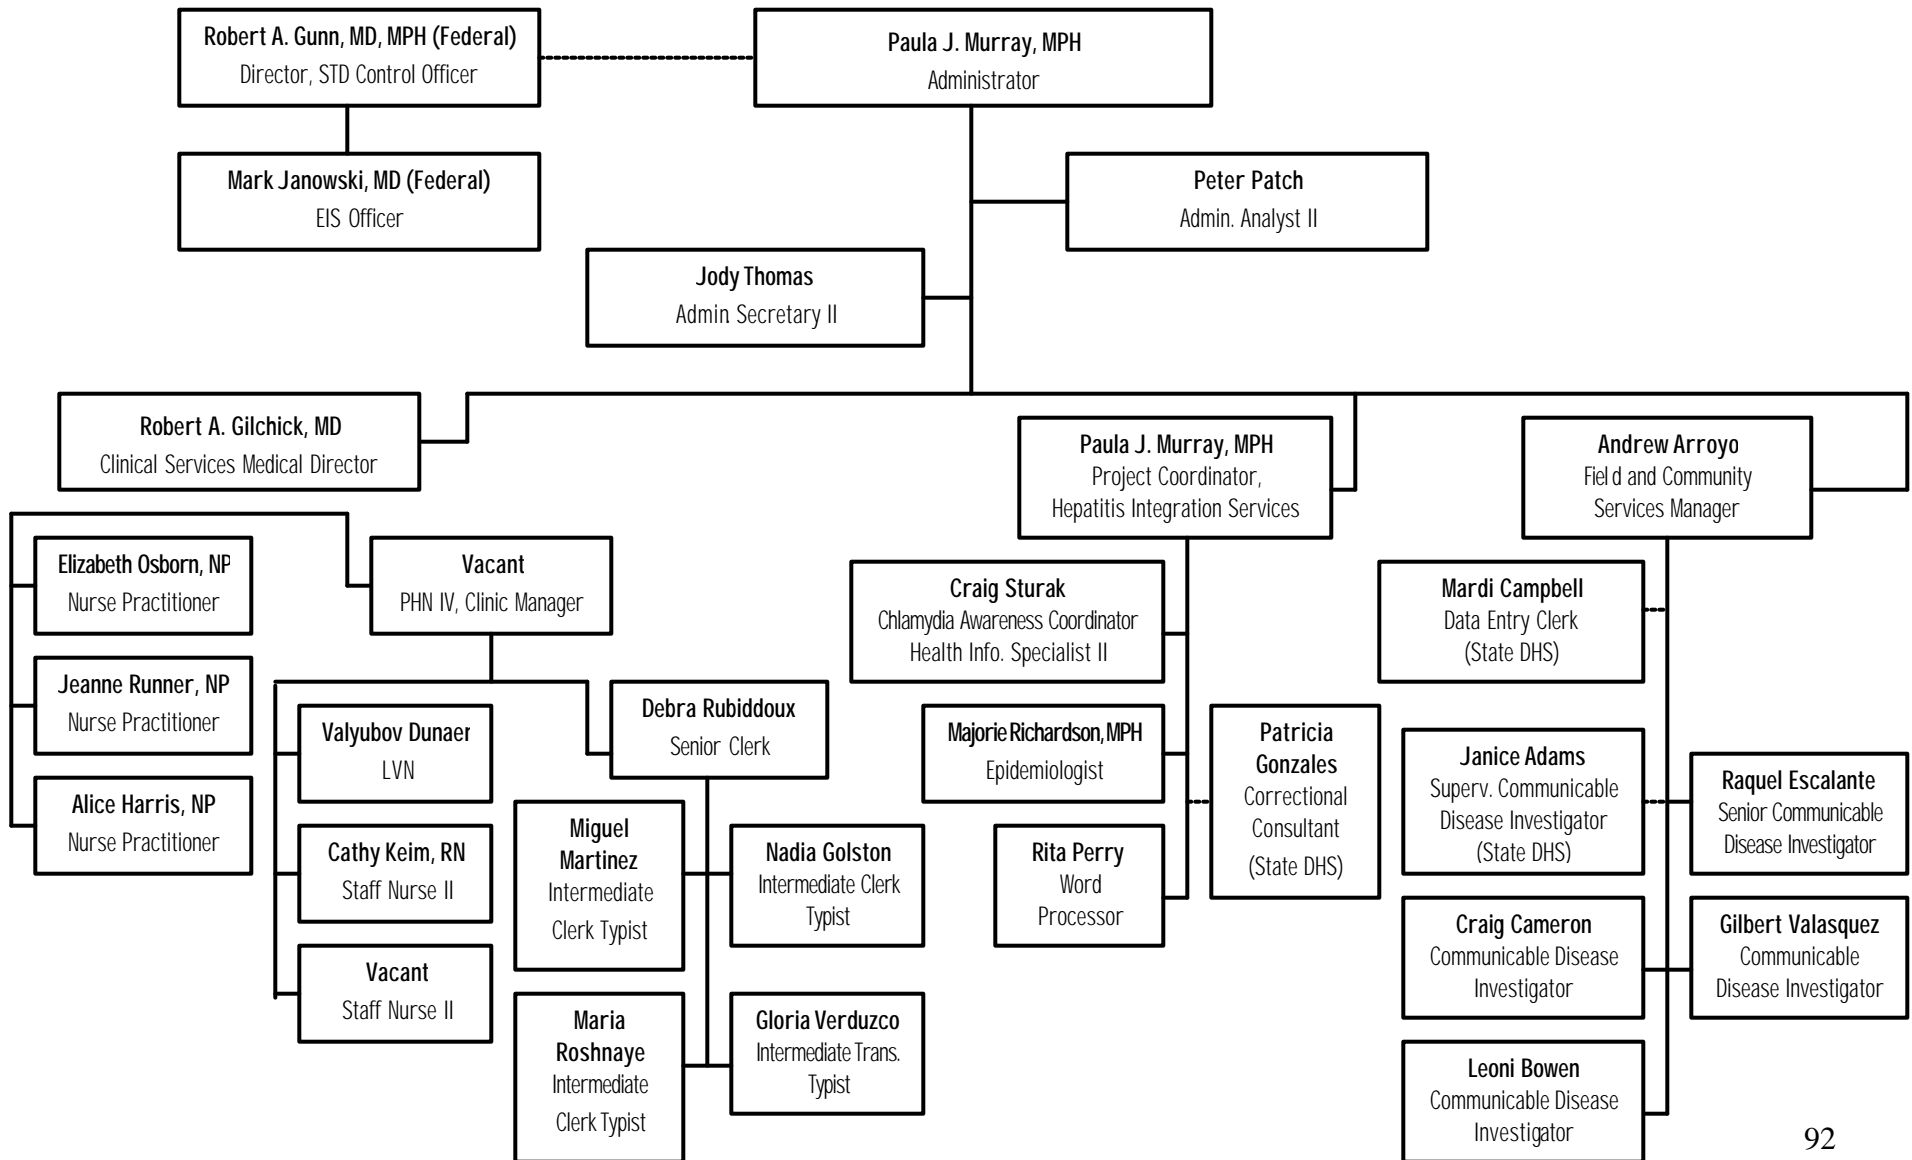 Robert A. Gunn, MD, MPH (Federal)
Director, STD Control Officer
Paula J. Murray, MPH
Administrator
Mark Janowski, MD (Federal)
EIS Officer
Peter Patch
Admin. Analyst II
Jody Thomas
Admin Secretary II
Robert A. Gilchick, MD
Clinical Services Medical Director
Paula J. Murray, MPH
Project Coordinator,
Hepatitis Integration Services
Andrew Arroyo
Field and Community
Services Manager
Elizabeth Osborn, NP
Nurse Practitioner
Jeanne Runner, NP
Nurse Practitioner
Alice Harris, NP
Nurse Practitioner
Vacant
PHN IV, Clinic Manager
Valyubov Dunaer
LVN
Cathy Keim, RN
Staff Nurse II
Vacant
Staff Nurse II
Debra Rubiddoux
Senior Clerk
Miguel
Martinez
Intermediate
Clerk Typist
Nadia Golston
Intermediate Clerk
Typist
Maria
Roshnaye
Intermediate
Clerk Typist
Gloria Verduzco
Intermediate Trans.
Typist
Craig Sturak
Chlamydia Awareness Coordinator
Health Info. Specialist II
Majorie Richardson, MPH
Epidemiologist
Rita Perry
Word
Processor
Patricia
Gonzales
Correctional
Consultant
(State DHS)
Mardi Campbell
Data Entry Clerk
(State DHS)
Janice Adams
Superv. Communicable
Disease Investigator
(State DHS)
Raquel Escalante
Senior Communicable
Disease Investigator
Craig Cameron
Communicable Disease
Investigator
Gilbert Valasquez
Communicable
Disease Investigator
Leoni Bowen
Communicable Disease
Investigator
92